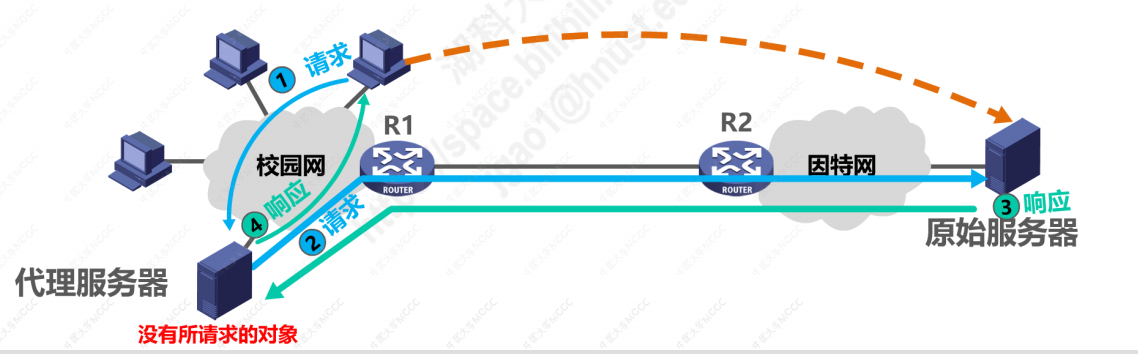 ① 请求
R1
R2
校园网
ROUTER
ROUTER
因特网
④ 响应
② 请求
③ 响应
原始服务器
代理服务器
没有所请求的对象